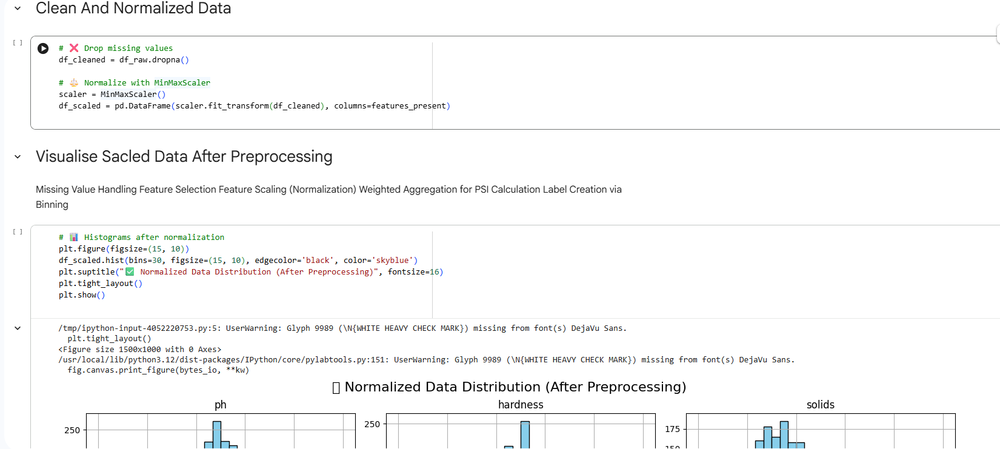 Clean And Normalized Data
[ ]
# ❌ Drop missing values
df_cleaned = df_raw.dropna()
# ⚖️ Normalize with MinMaxScaler
scaler = MinMaxScaler()
df_scaled = pd.DataFrame(scaler.fit_transform(df_cleaned), columns=features_present)
Visualise Sacled Data After Preprocessing
Missing Value Handling Feature Selection Feature Scaling (Normalization) Weighted Aggregation for PSI Calculation Label Creation via
Binning
[ ]
# 📊 Histograms after normalization
plt.figure(figsize=(15, 10))
df_scaled.hist(bins=30, figsize=(15, 10), edgecolor='black', color='skyblue')
plt.suptitle("✅ Normalized Data Distribution (After Preprocessing)", fontsize=16)
plt.tight_layout()
plt.show()
/tmp/ipython-input-4052220753.py:5: UserWarning: Glyph 9989 (\N{WHITE HEAVY CHECK MARK}) missing from font(s) DejaVu Sans.
plt.tight_layout()
<Figure size 1500x1000 with 0 Axes>
/usr/local/lib/python3.12/dist-packages/IPython/core/pylabtools.py:151: UserWarning: Glyph 9989 (\N{WHITE HEAVY CHECK MARK}) missing from font(s) DejaVu Sans.
fig.canvas.print_figure(bytes_io, **kw)
Normalized Data Distribution (After Preprocessing)
ph
hardness
solids
250
250
175
150